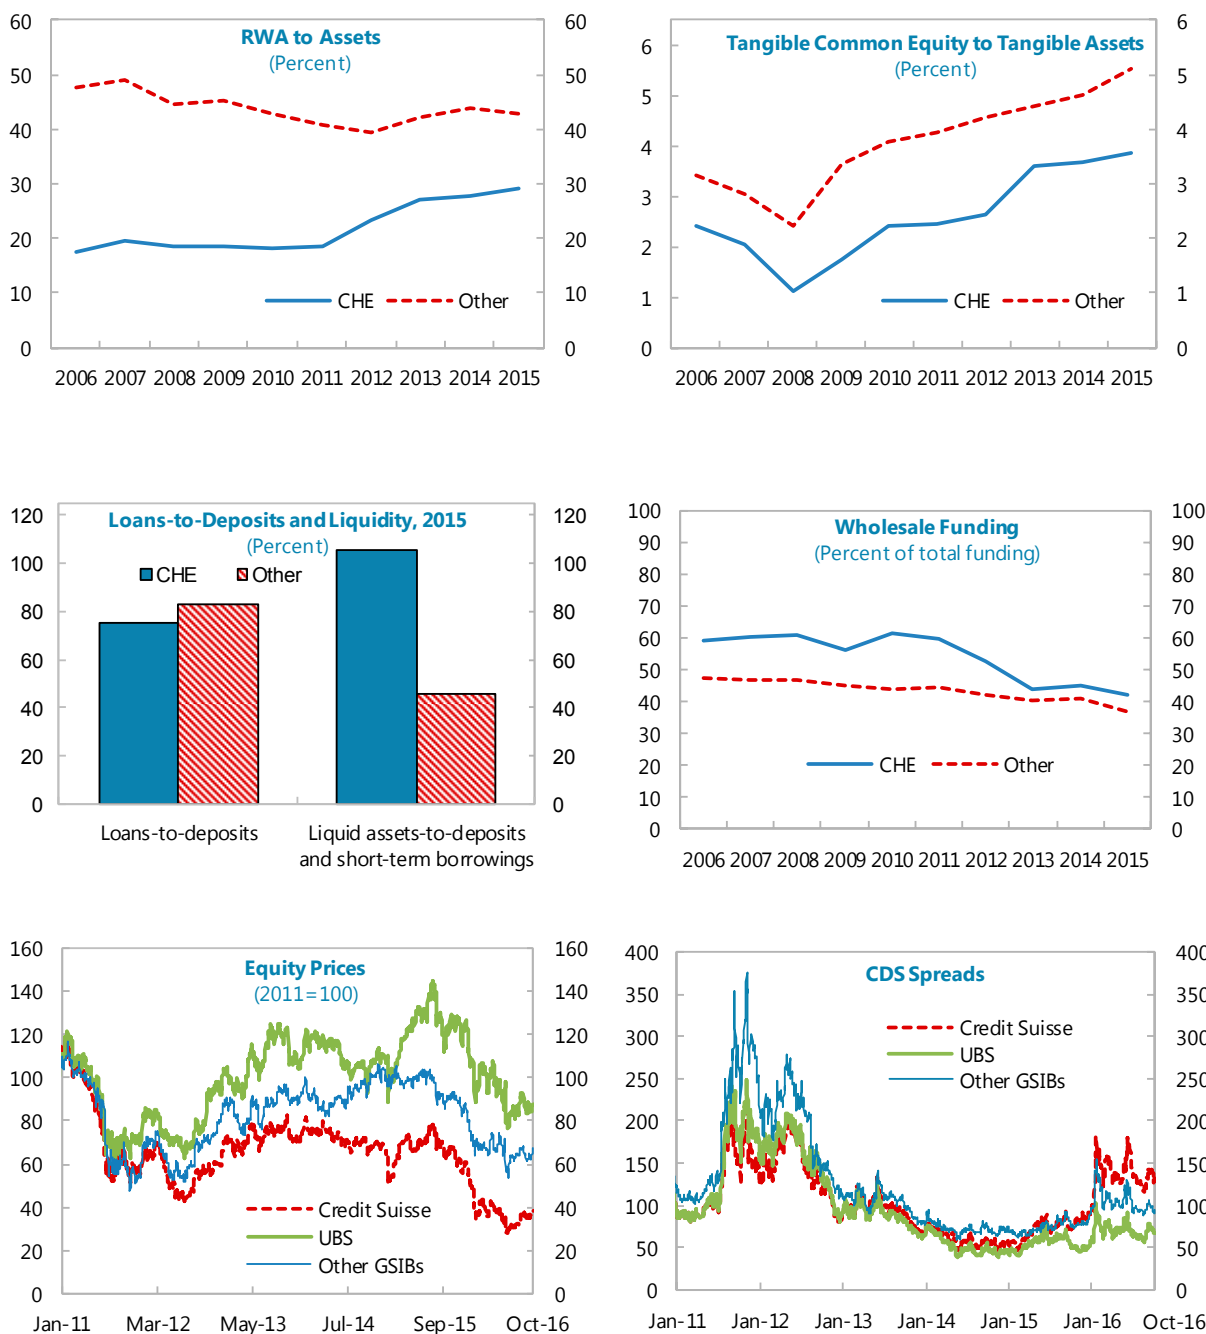 RWA to Assets
(Percent)
60 60
50 50
40 40
30 30
20 20
10 10
0 0
CHE Other
2006 2007 2008 2009 2010 2011 2012 2013 2014 2015
Tangible Common Equity to Tangible Assets
(Percent)
6 6
5 5
4 4
3 3
2 2
1 1
0 0
CHE Other
2006 2007 2008 2009 2010 2011 2012 2013 2014 2015
Loans-to-Deposits and Liquidity, 2015
(Percent)
CHE Other
120 120
100 100
80 80
60 60
40 40
20 20
0 0
Loans-to-deposits
Liquid assets-to-deposits
and short-term borrowings
Wholesale Funding
(Percent of total funding)
100 100
90 90
80 80
70 70
60 60
50 50
40 40
30 30
20 20
10 10
0 0
CHE Other
2006 2007 2008 2009 2010 2011 2012 2013 2014 2015
Equity Prices
(2011=100)
160 160
140 140
120 120
100 100
80 80
60 60
40 40
20 20
0 0
Credit Suisse
UBS
Other GSIBs
Jan-11 Mar-12 May-13 Jul-14 Sep-15 Oct-16
CDS Spreads
400 400
350 350
300 300
250 250
200 200
150 150
100 100
50 50
0 0
Credit Suisse
UBS
Other GSIBs
Jan-11 Jan-12 Jan-13 Jan-14 Jan-15 Jan-16 Oct-16